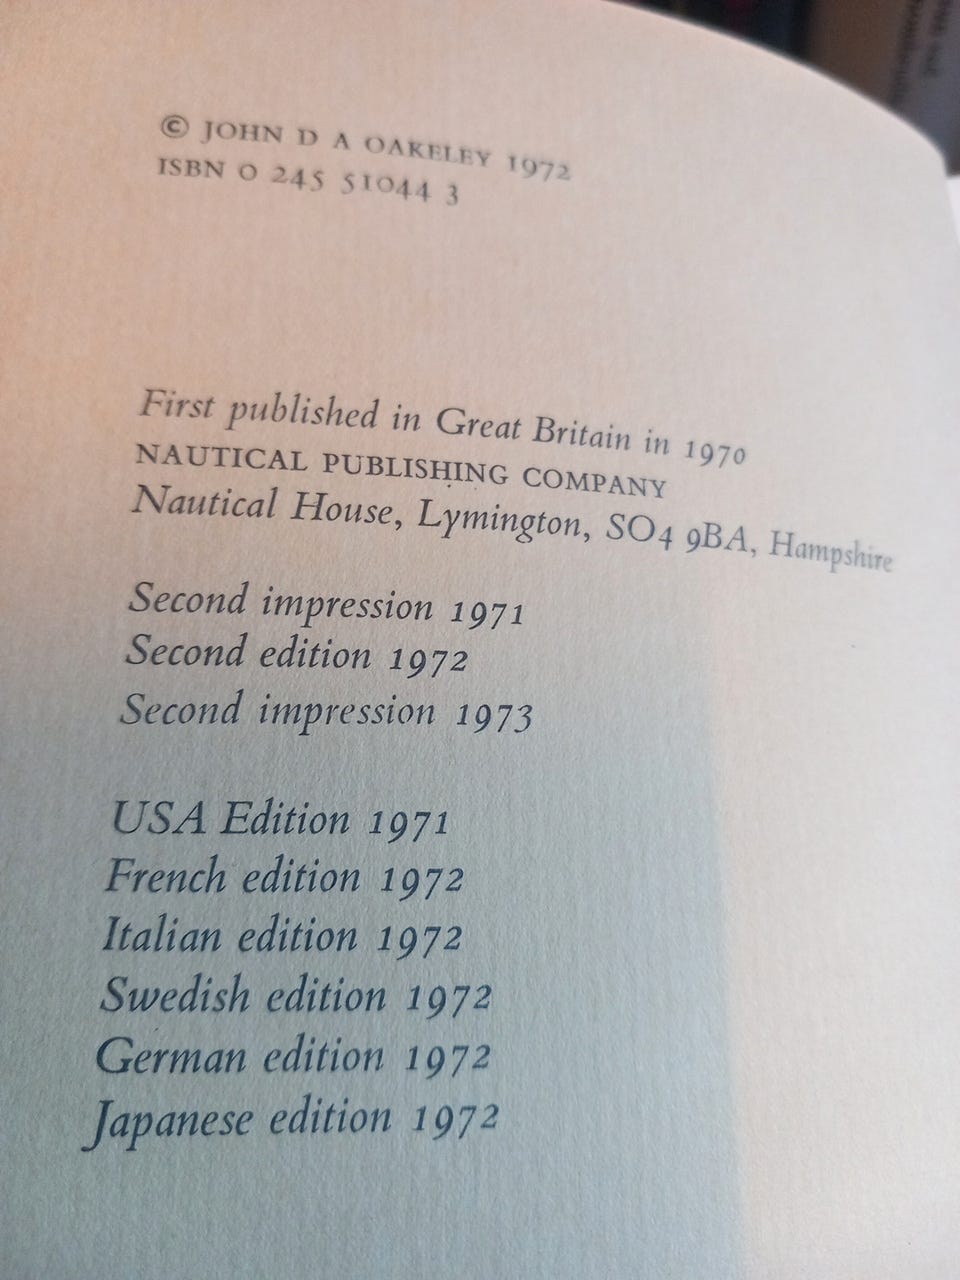 © JOHN D A OAKELEY 1972
ISBN 0 245 51044 3
First published in Great Britain in 1970
NAUTICAL PUBLISHING COMPANY
Nautical House, Lymington, SO4 9BA, Hampshire
Second impression 1971
Second edition 1972
Second impression 1973
USA Edition 1971
French edition 1972
Italian edition 1972
Swedish edition 1972
German edition 1972
Japanese edition 1972